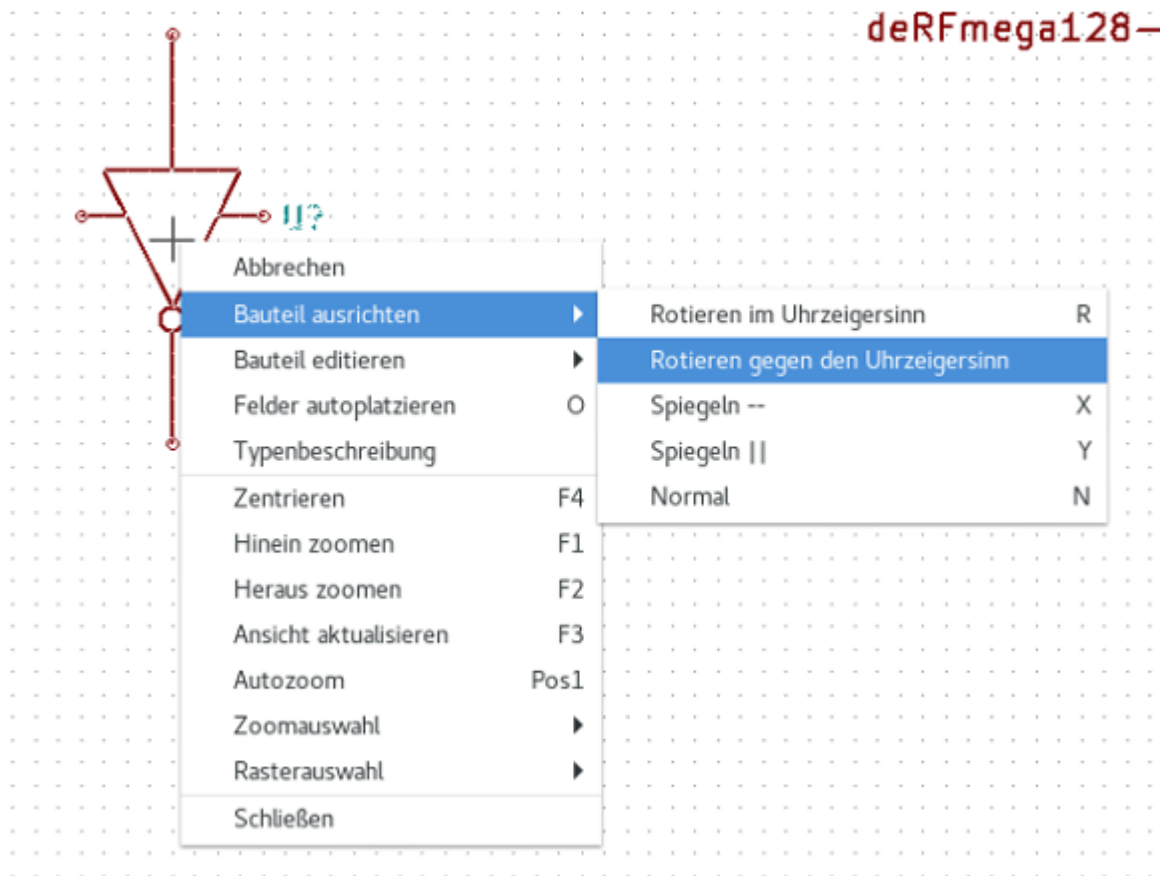 deRFmega128-
U?
Abbrechen
Bauteil ausrichten
Bauteil editieren
Felder autoplatzieren O
Typenbeschreibung
Zentrieren F4
Hinein zoomen F1
Heraus zoomen F2
Ansicht aktualisieren F3
Autozoom Pos1
Zoomauswahl
Rasterauswahl
Schließen
Rotieren im Uhrzeigersinn R
Rotieren gegen den Uhrzeigersinn
Spiegeln -- X
Spiegeln || Y
Normal N